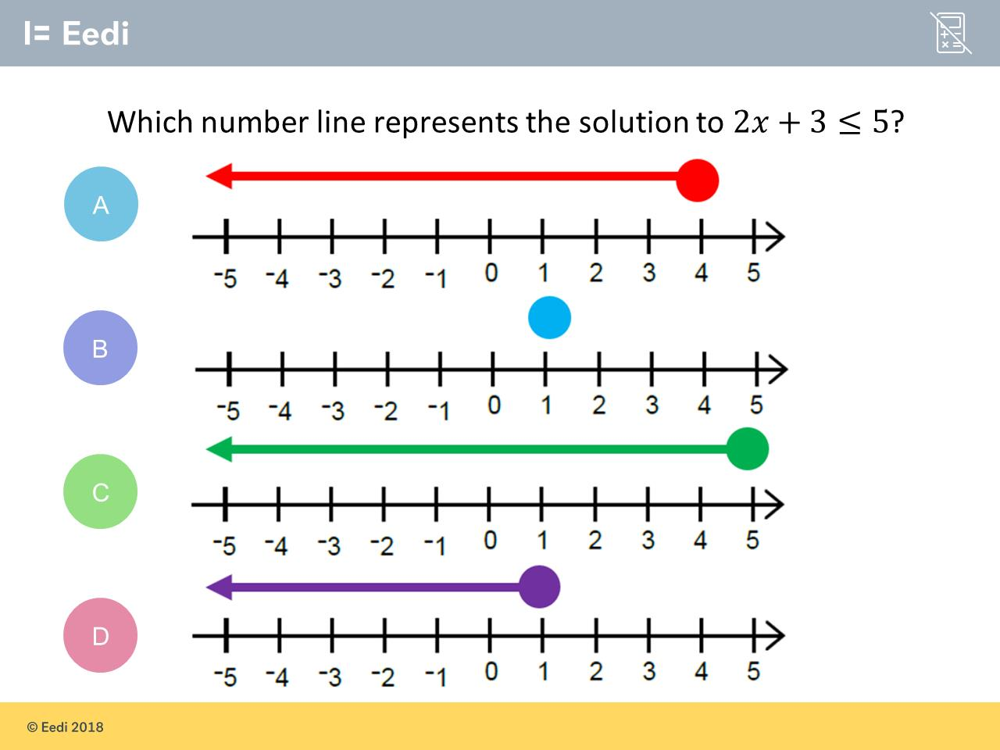 Eedi
Which number line represents the solution to 2x + 3 ≤ 5?
A
-5 -4 -3 -2 -1 0 1 2 3 4 5
B
-5 -4 -3 -2 -1 0 1 2 3 4 5
C
-5 -4 -3 -2 -1 0 1 2 3 4 5
D
-5 -4 -3 -2 -1 0 1 2 3 4 5
© Eedi 2018